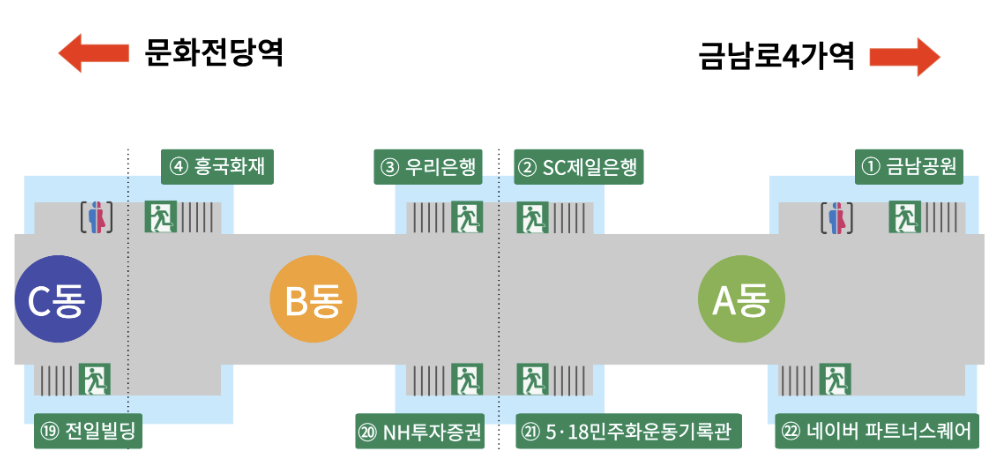 문화전당역
금남로4가역
④ 흥국화재
③ 우리은행
② SC제일은행
① 금남공원
C동
B동
A동
⑲ 전일빌딩
⑳ NH투자증권
㉑ 5·18민주화운동기록관
㉒ 네이버 파트너스퀘어